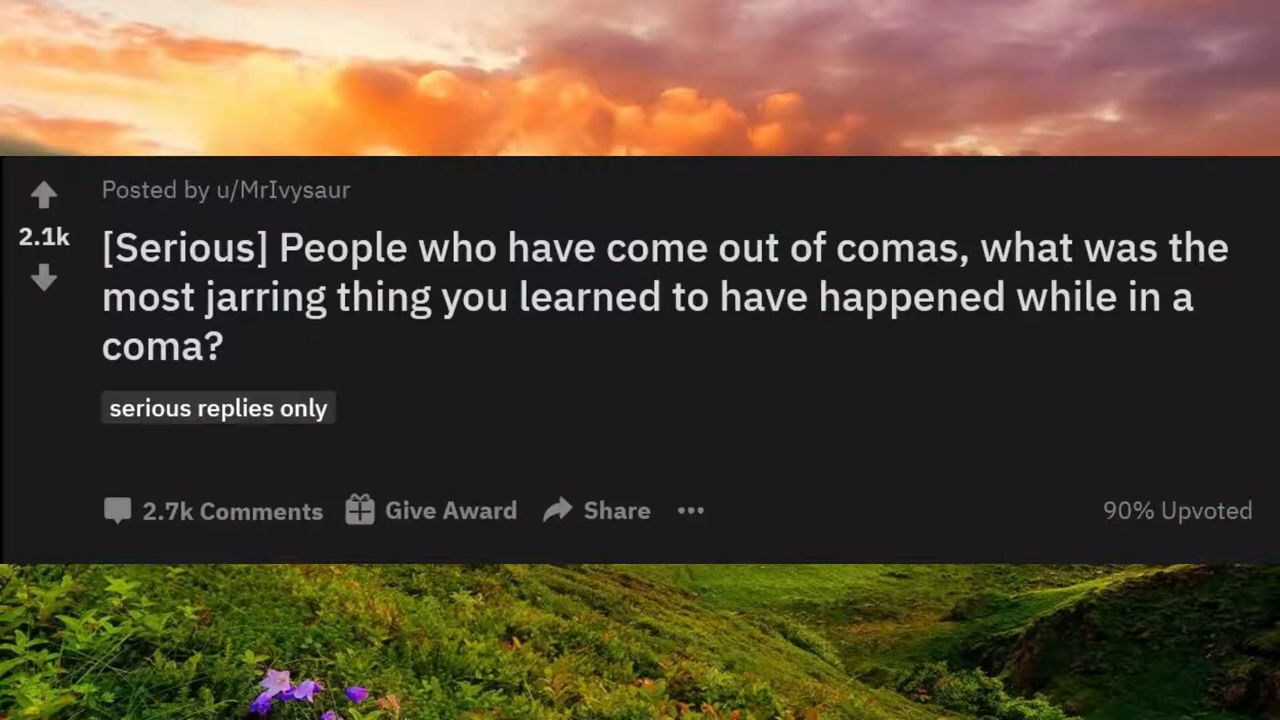 Posted by u/MrIvysaur
2.1k
[Serious] People who have come out of comas, what was the
most jarring thing you learned to have happened while in a
coma?
serious replies only
2.7k Comments Give Award Share ••• 90% Upvoted